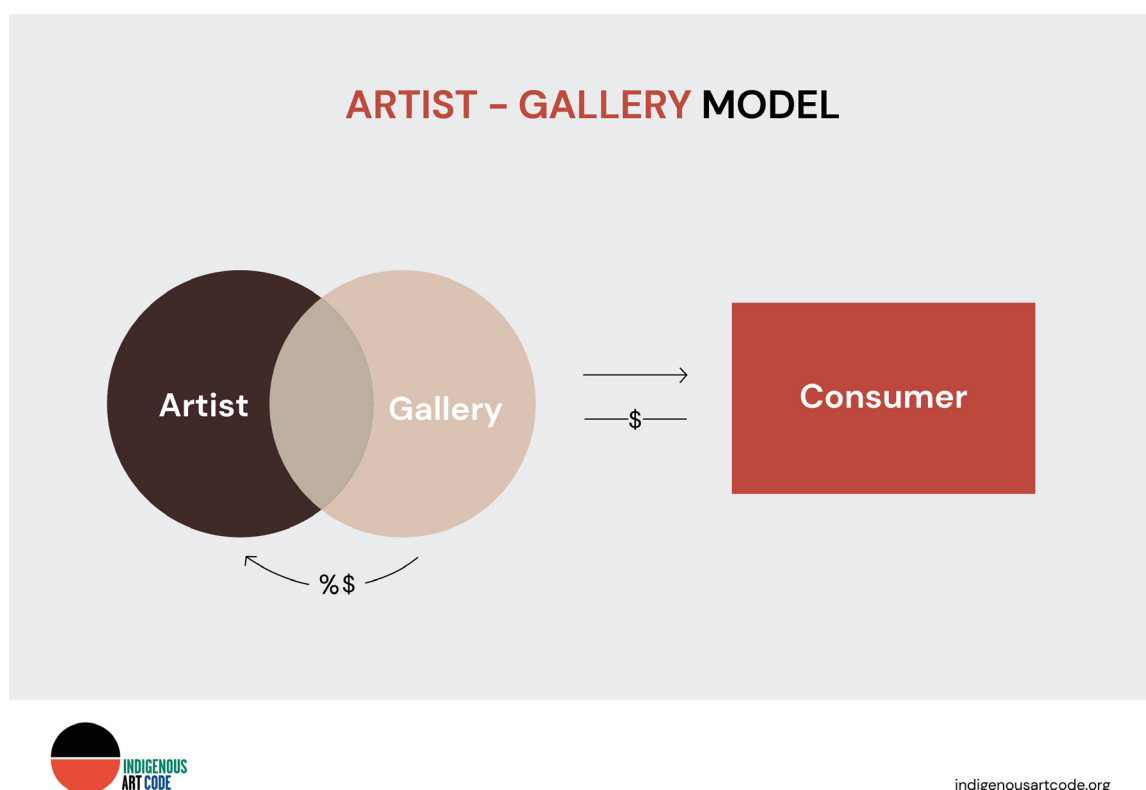 ARTIST - GALLERY MODEL
Artist
Gallery
$
Consumer
%$
INDIGENOUS
ART CODE
indigenousartcode.org